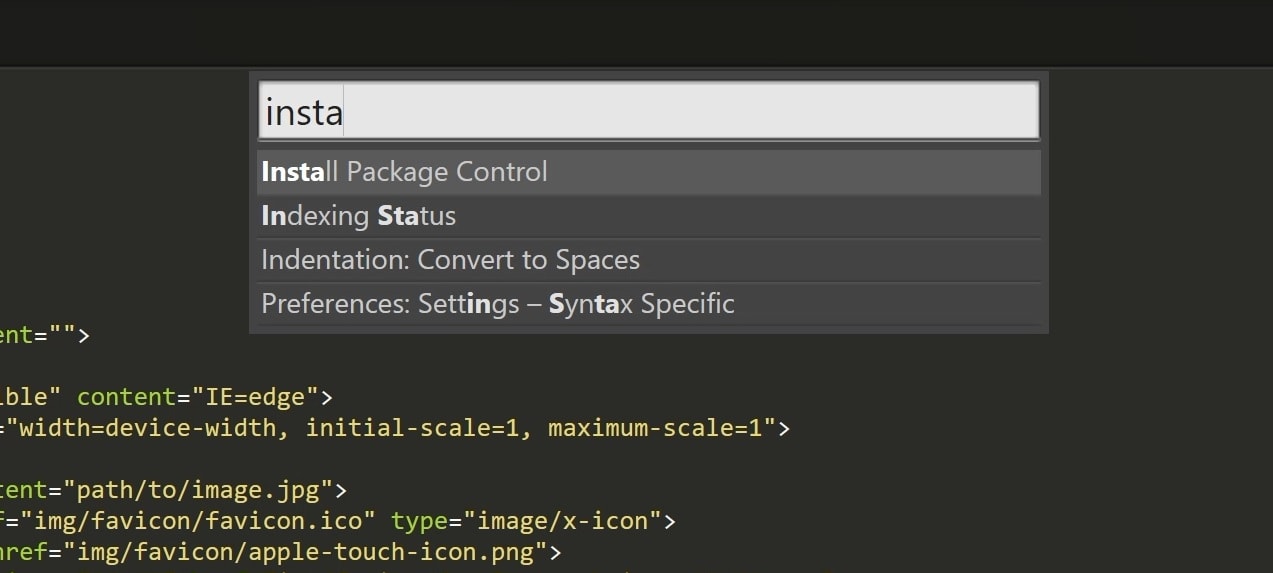 insta
Install Package Control
Indexing Status
Indentation: Convert to Spaces
Preferences: Settings – Syntax Specific
ent="">
ible" content="IE=edge">
="width=device-width, initial-scale=1, maximum-scale=1">
tent="path/to/image.jpg">
f="img/favicon/favicon.ico" type="image/x-icon">
href="img/favicon/apple-touch-icon.png">